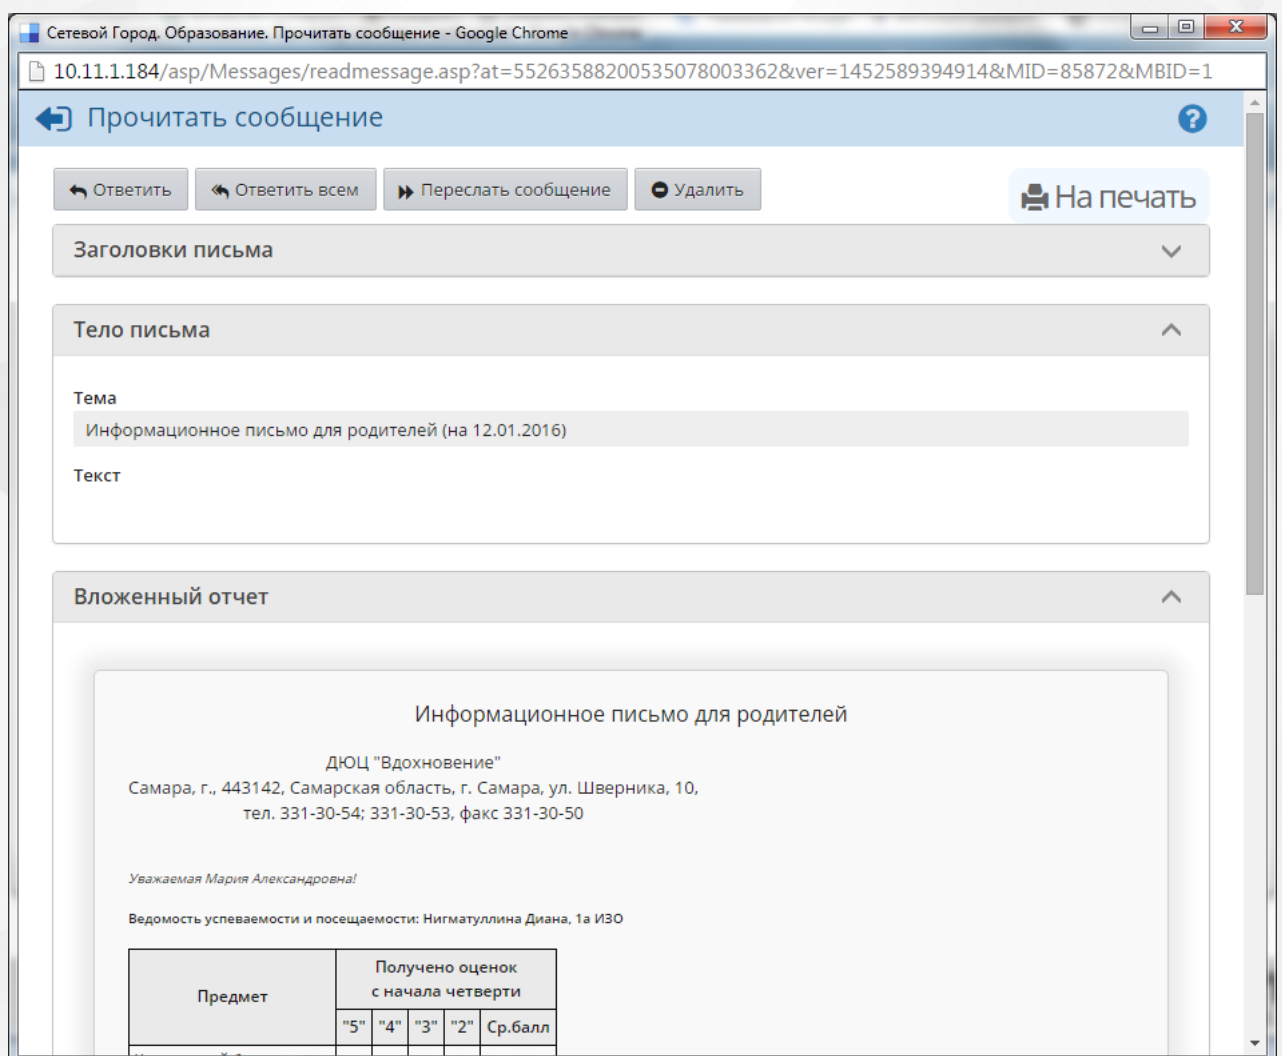 Сетевой Город. Образование. Прочитать сообщение - Google Chrome
10.11.1.184/asp/Messages/readmessage.asp?at=55263588200535078003362&ver=1452589394914&MID=85872&MBID=1
Прочитать сообщение
Ответить Ответить всем Переслать сообщение Удалить На печать
Заголовки письма
Тело письма
Тема
Информационное письмо для родителей (на 12.01.2016)
Текст
Вложенный отчет
Информационное письмо для родителей
ДЮЦ "Вдохновение"
Самара, г., 443142, Самарская область, г. Самара, ул. Шверника, 10,
тел. 331-30-54; 331-30-53, факс 331-30-50
Уважаемая Мария Александровна!
Ведомость успеваемости и посещаемости: Нигматуллина Диана, 1а ИЗО
Предмет
Получено оценок
с начала четверти
"5" "4" "3" "2" Ср.балл